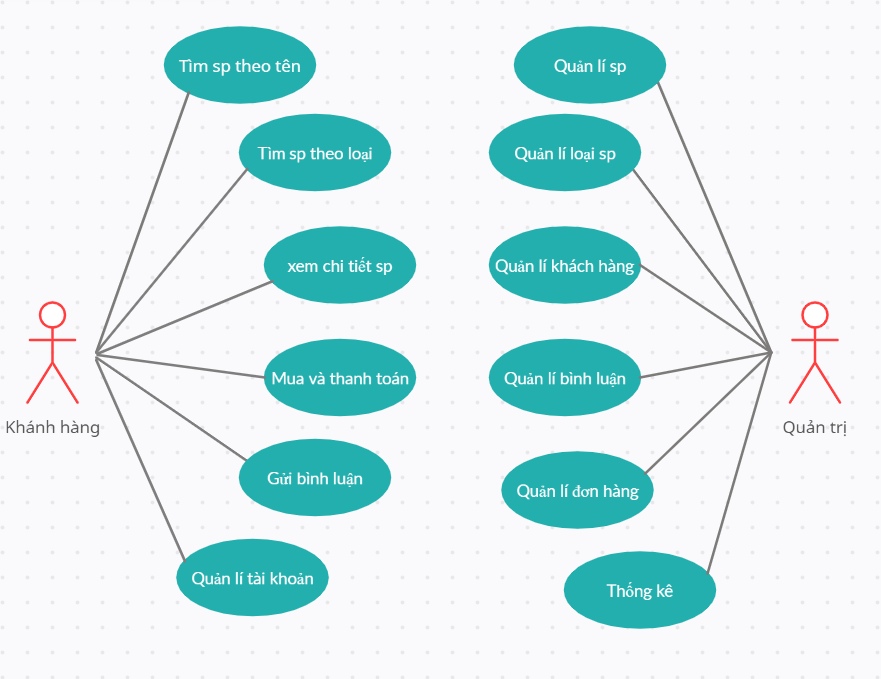 Tìm sp theo tên
Tìm sp theo loại
xem chi tiết sp
Mua và thanh toán
Gửi bình luận
Quản lí tài khoản
Khánh hàng
Quản lí sp
Quản lí loại sp
Quản lí khách hàng
Quản lí bình luận
Quản lí đơn hàng
Thống kê
Quản trị